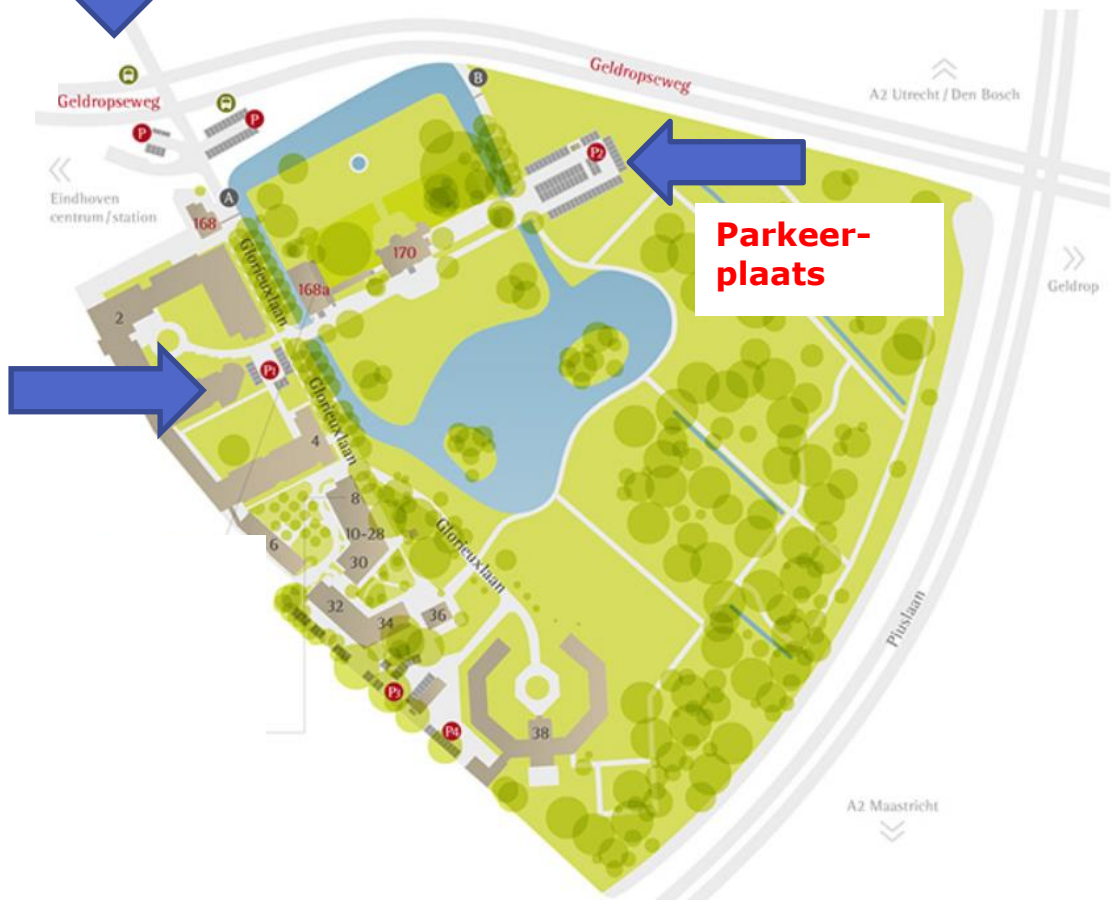 B
Geldropseweg
A2 Utrecht / Den Bosch
Geldropseweg
P
P
P2
Eindhoven
centrum/station
A
168
Parkeer-
plaats
170
Glorieuxlaan
168a
Geldrop
2
P1
Glorieuxlaan
4
8
10-28
6
30
Glorieuxlaan
32
34
36
Piuslaan
P3
P4
38
A2 Maastricht